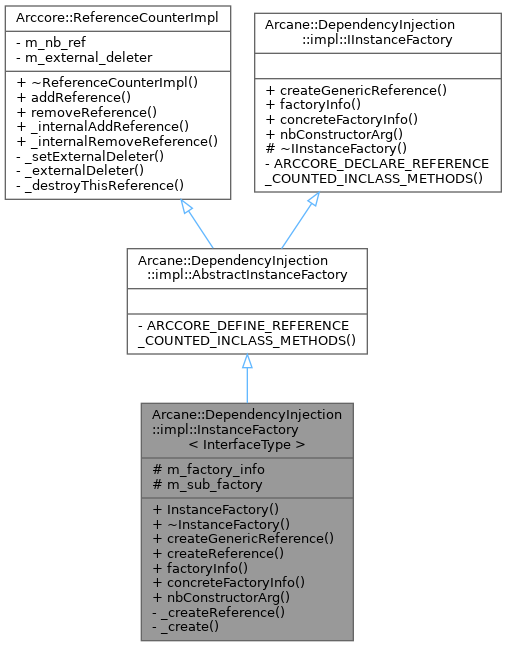 Arccore::ReferenceCounterImpl
- m_nb_ref
- m_external_deleter
+ ~ReferenceCounterImpl()
+ addReference()
+ removeReference()
+ _internalAddReference()
+ _internalRemoveReference()
- _setExternalDeleter()
- _externalDeleter()
- _destroyThisReference()
Arcane::DependencyInjection
::impl::IInstanceFactory
+ createGenericReference()
+ factoryInfo()
+ concreteFactoryInfo()
+ nbConstructorArg()
# ~IInstanceFactory()
- ARCCORE_DECLARE_REFERENCE
_COUNTED_INCLASS_METHODS()
Arcane::DependencyInjection
::impl::AbstractInstanceFactory
- ARCCORE_DEFINE_REFERENCE
_COUNTED_INCLASS_METHODS()
Arcane::DependencyInjection
::impl::InstanceFactory
< InterfaceType >
# m_factory_info
# m_sub_factory
+ InstanceFactory()
+ ~InstanceFactory()
+ createGenericReference()
+ createReference()
+ factoryInfo()
+ concreteFactoryInfo()
+ nbConstructorArg()
- _createReference()
- _create()